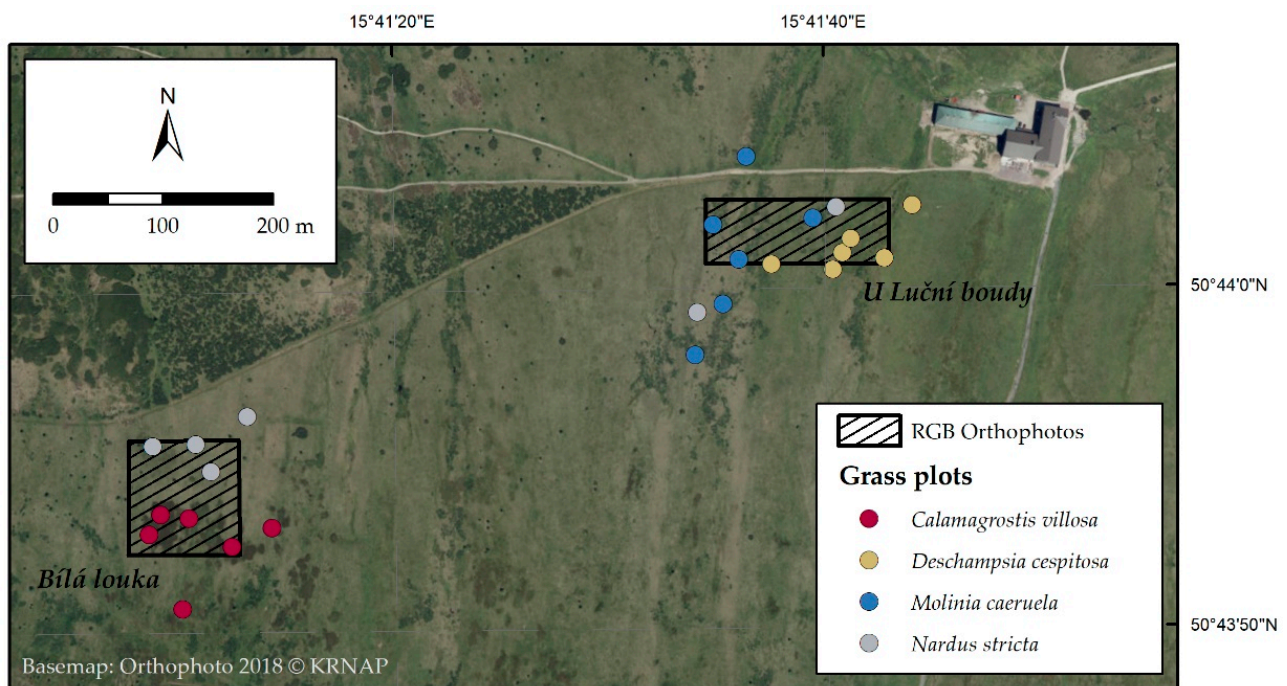 15°41'20"E
15°41'40"E
N
0 100 200 m
U Luční boudy
50°44'0"N
RGB Orthophotos
Grass plots
Calamagrostis villosa
Deschampsia cespitosa
Molinia caeruela
Nardus stricta
Bílá louka
50°43'50"N
Basemap: Orthophoto 2018 © KRNAP